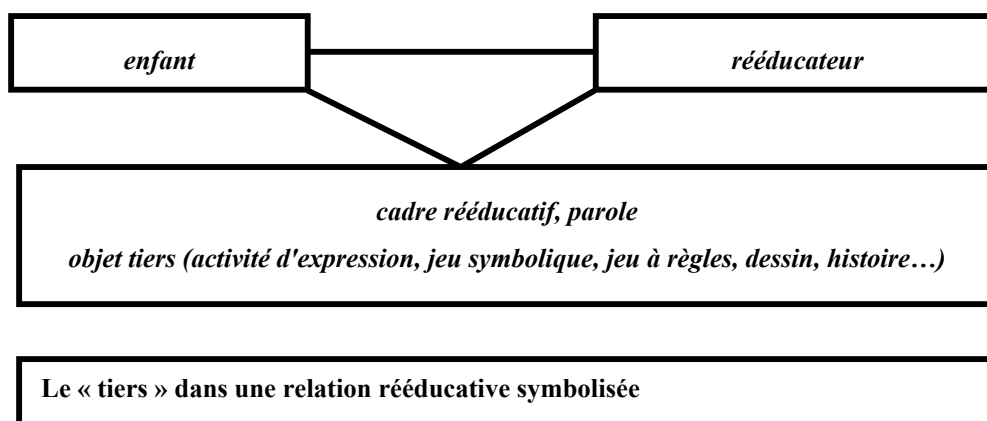 enfant
rééducateur
cadre rééducatif, parole
objet tiers (activité d'expression, jeu symbolique, jeu à règles, dessin, histoire…)
Le « tiers » dans une relation rééducative symbolisée